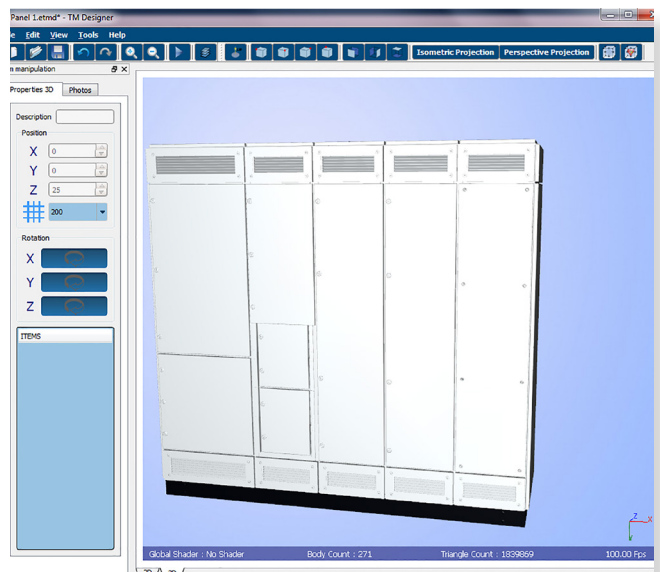 Panel 1.etmd* - TM Designer
Edit View Tools Help
Isometric Projection Perspective Projection
manipulation
Properties 3D Photos
Description
Position
X 0
Y 0
Z 25
200
Rotation
X
Y
Z
ITEMS
Z
X
Y
Global Shader : No Shader Body Count : 271 Triangle Count : 1839869 100.00 Fps